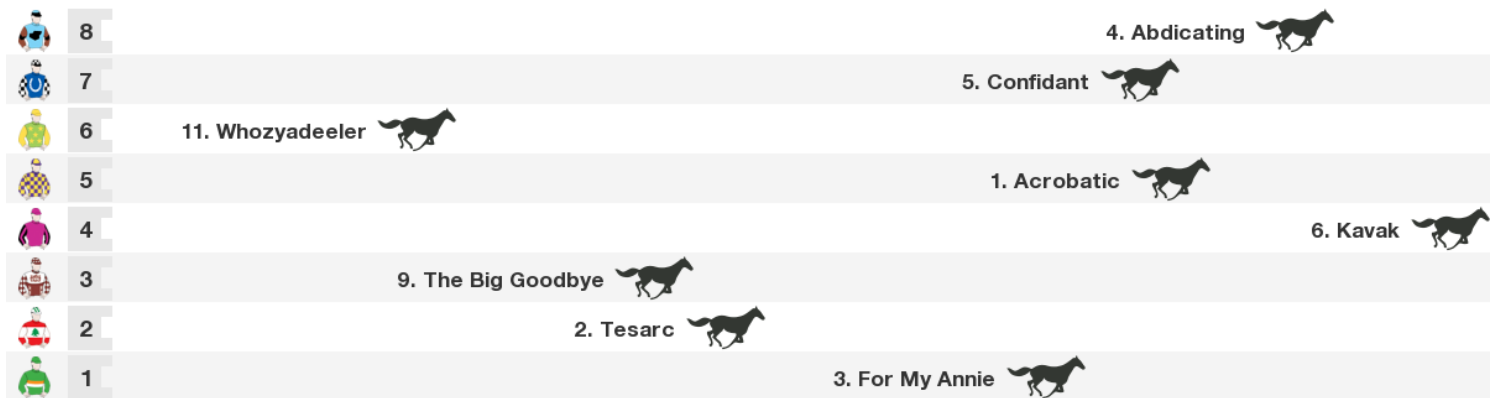 8 4. Abdicating
7 5. Confidant
6 11. Whozyadeeler
5 1. Acrobatic
4 6. Kavak
3 9. The Big Goodbye
2 2. Tesarc
1 3. For My Annie